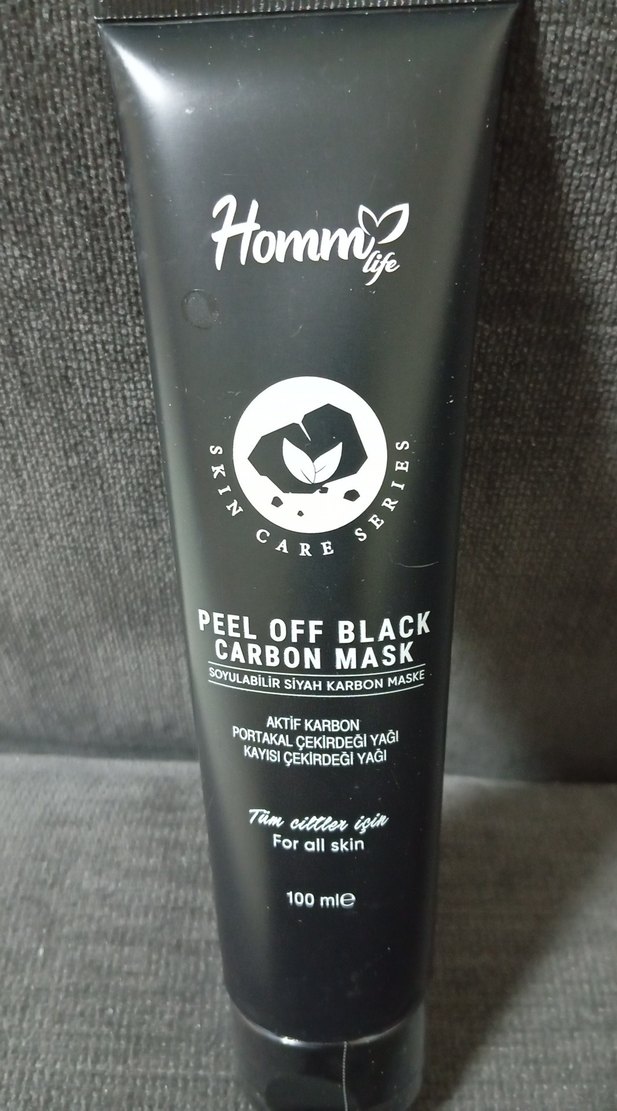 Homm
life
SKIN CARE SERIES
PEEL OFF BLACK
CARBON MASK
SOYULABİLİR SİYAH KARBON MASKE
AKTİF KARBON
PORTAKAL ÇEKİRDEĞİ YAĞI
KAYISI ÇEKİRDEĞİ YAĞI
Tüm ciltler için
For all skin
100 ml℮